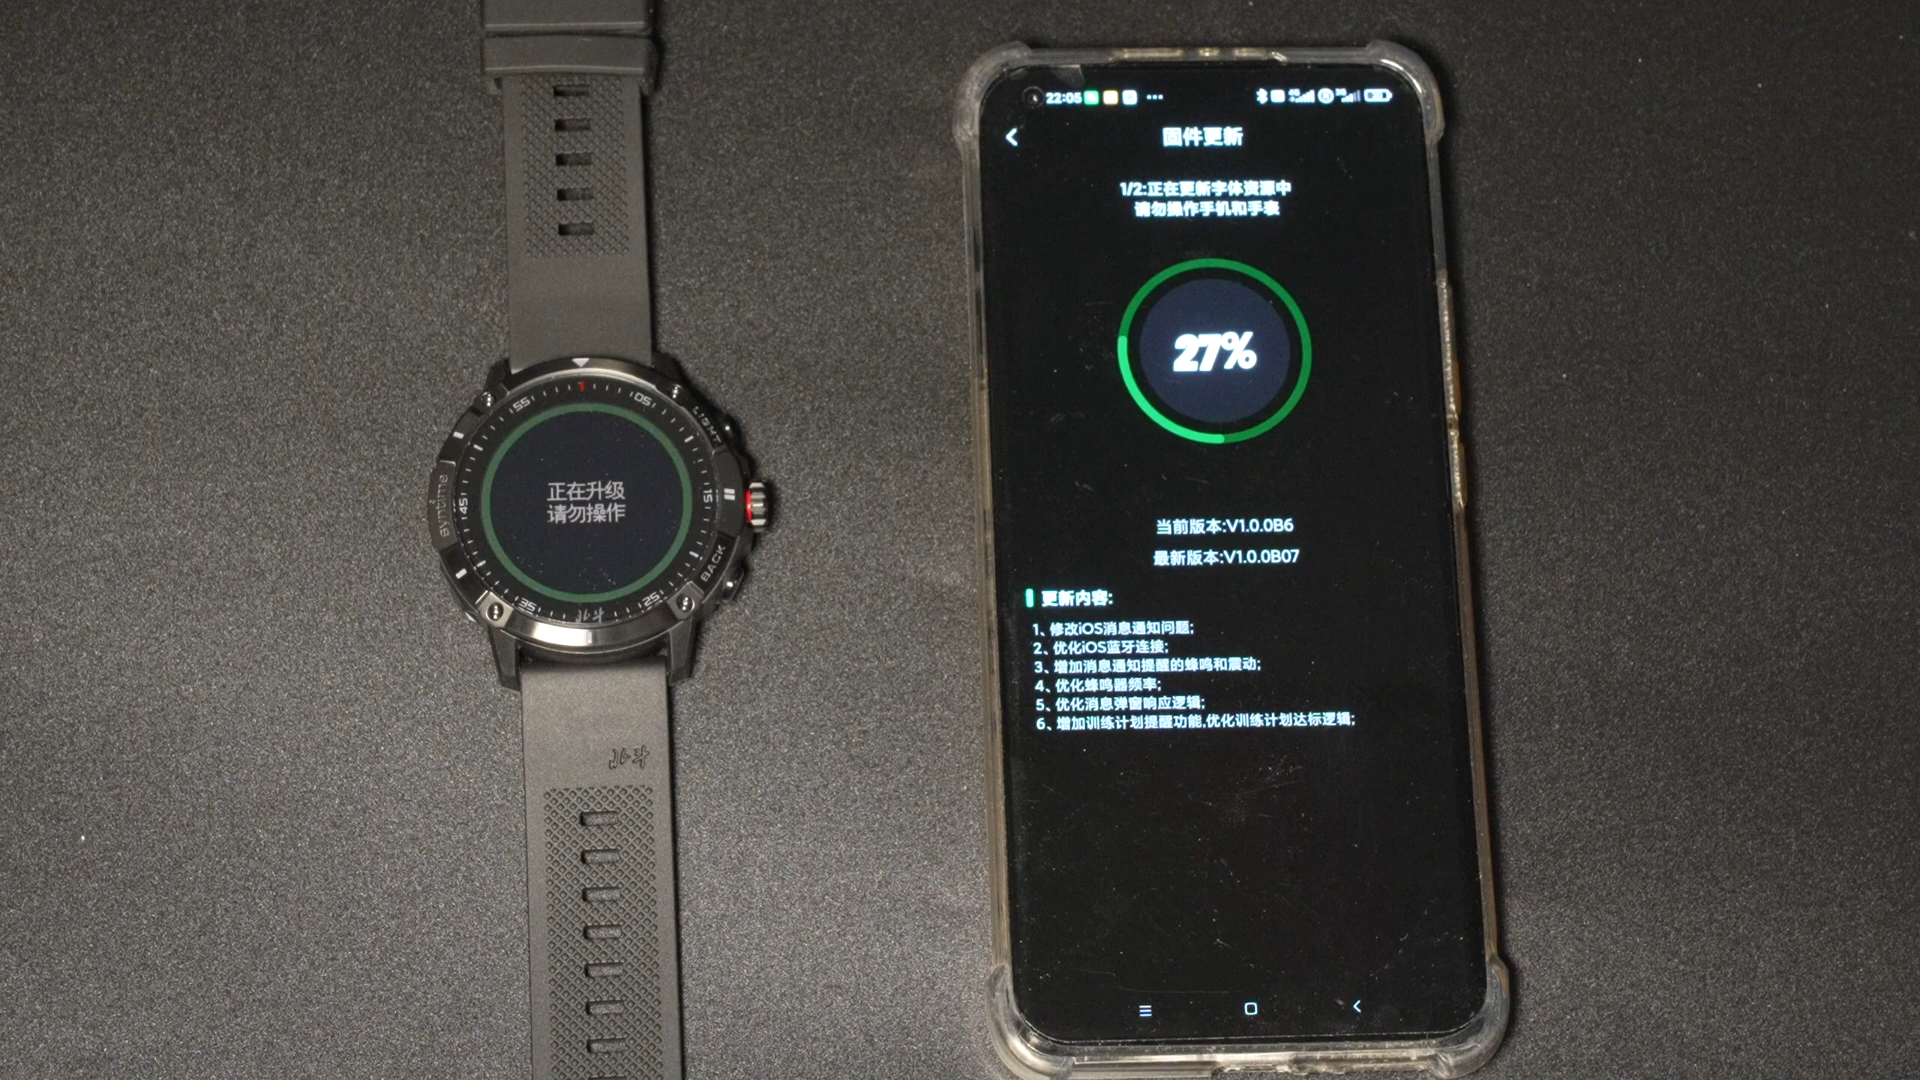 55
05
LIGHT
45
15
正在升级
请勿操作
BACK
35
25
22:05
固件更新
1/2:正在更新字体资源中
请勿操作手机和手表
27%
当前版本:V1.0.0B6
最新版本:V1.0.0B07
更新内容:
1、修改iOS消息通知问题;
2、优化iOS蓝牙连接;
3、增加消息通知提醒的蜂鸣和震动;
4、优化蜂鸣器频率;
5、优化消息弹窗响应逻辑;
6、增加训练计划提醒功能,优化训练计划达标逻辑;